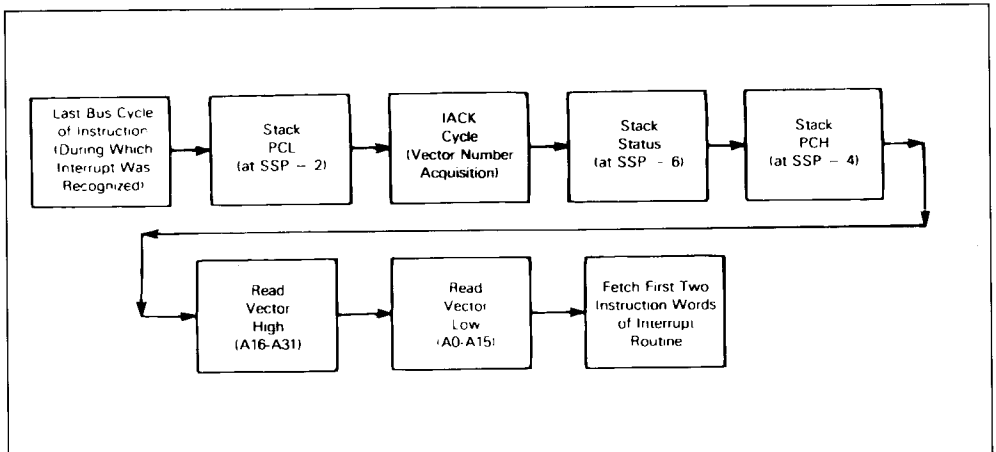 Last Bus Cycle
of Instruction
(During Which
Interrupt Was
Recognized)
Stack
PCL
(at SSP – 2)
IACK
Cycle
(Vector Number
Acquisition)
Stack
Status
(at SSP - 6)
Stack
PCH
(at SSP – 4)
Read
Vector
High
(A16-A31)
Read
Vector
Low
(A0-A15)
Fetch First Two
Instruction Words
of Interrupt
Routine